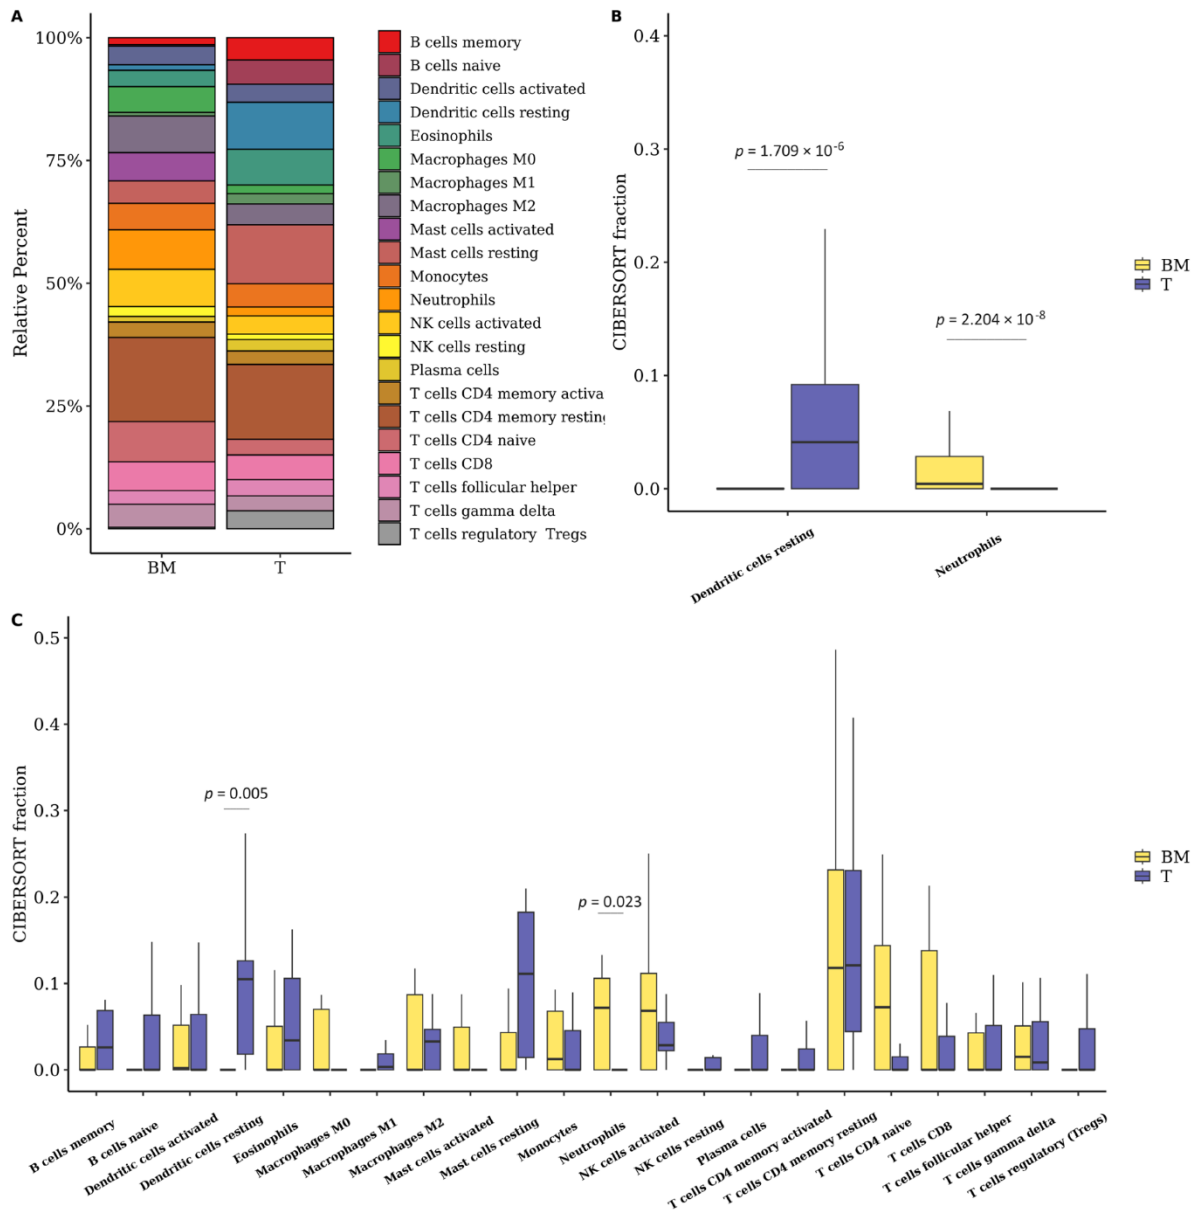 A
100%
75%
50%
25%
0%
Relative Percent
BM
T
B cells memory
B cells naive
Dendritic cells activated
Dendritic cells resting
Eosinophils
Macrophages M0
Macrophages M1
Macrophages M2
Mast cells activated
Mast cells resting
Monocytes
Neutrophils
NK cells activated
NK cells resting
Plasma cells
T cells CD4 memory activa
T cells CD4 memory resting
T cells CD4 naive
T cells CD8
T cells follicular helper
T cells gamma delta
T cells regulatory Tregs
B
0.4
0.3
0.2
0.1
0.0
CIBERSORT fraction
p = 1.709 × 10⁻⁶
p = 2.204 × 10⁻⁸
Dendritic cells resting
Neutrophils
BM
T
C
0.5
0.4
0.3
0.2
0.1
0.0
CIBERSORT fraction
p = 0.005
p = 0.023
B cells memory
B cells naive
Dendritic cells activated
Dendritic cells resting
Eosinophils
Macrophages M0
Macrophages M1
Macrophages M2
Mast cells activated
Mast cells resting
Monocytes
Neutrophils
NK cells activated
NK cells resting
Plasma cells
T cells CD4 memory activated
T cells CD4 memory resting
T cells CD4 naive
T cells CD8
T cells follicular helper
T cells gamma delta
T cells regulatory (Tregs)
BM
T